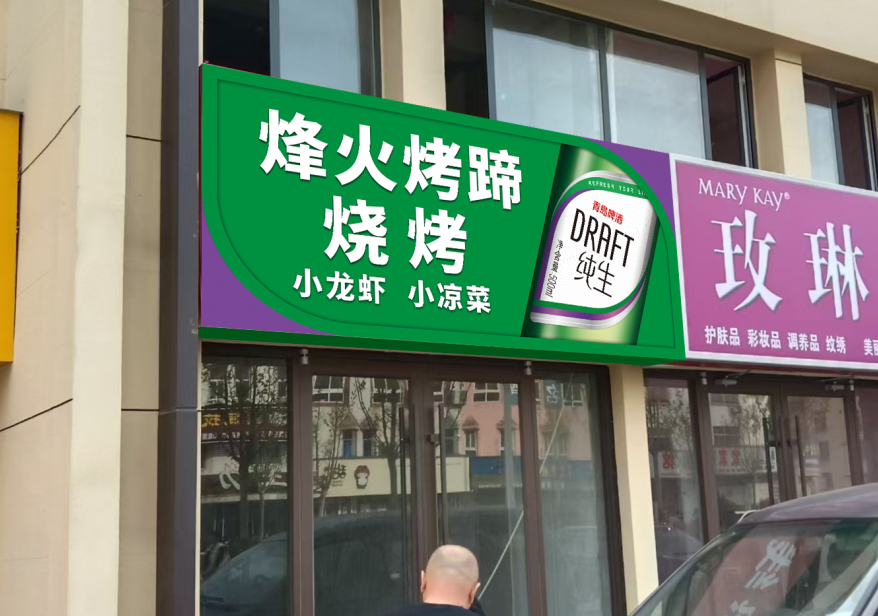 烽火烤蹄
烧烤
小龙虾 小凉菜
REFRESH YOUR
青岛啤酒
DRAFT
纯生
净含量:500ml
MARY KAY®
玫琳
护肤品 彩妆品 调养品 纹绣 美丽